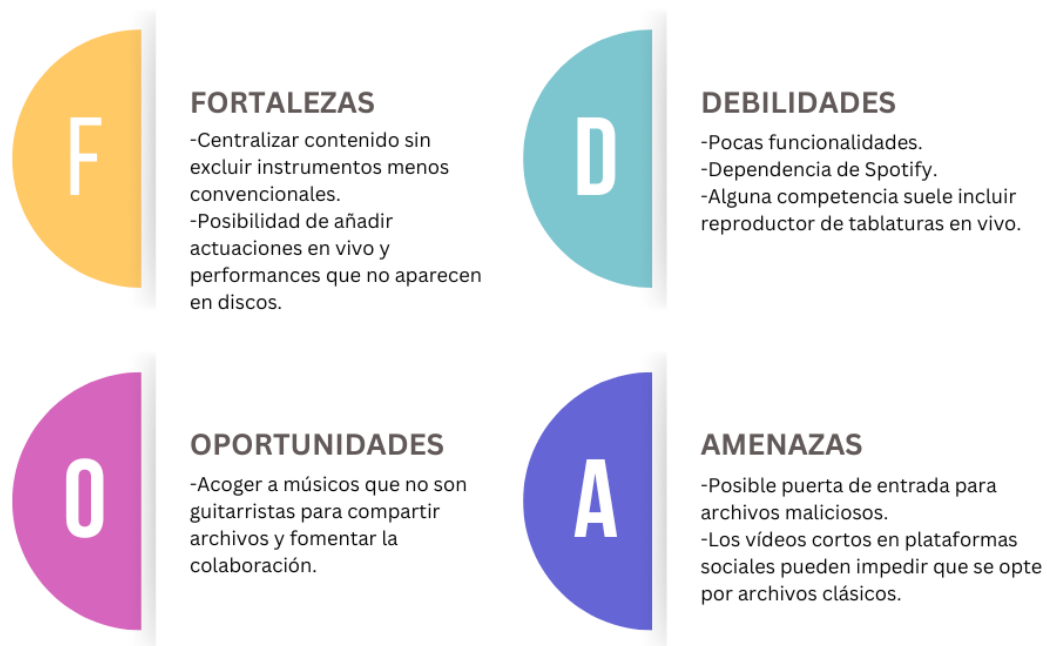 F
FORTALEZAS
-Centralizar contenido sin
excluir instrumentos menos
convencionales.
-Posibilidad de añadir
actuaciones en vivo y
performances que no aparecen
en discos.
D
DEBILIDADES
-Pocas funcionalidades.
-Dependencia de Spotify.
-Alguna competencia suele incluir
reproductor de tablaturas en vivo.
O
OPORTUNIDADES
-Acoger a músicos que no son
guitarristas para compartir
archivos y fomentar la
colaboración.
A
AMENAZAS
-Posible puerta de entrada para
archivos maliciosos.
-Los vídeos cortos en plataformas
sociales pueden impedir que se opte
por archivos clásicos.